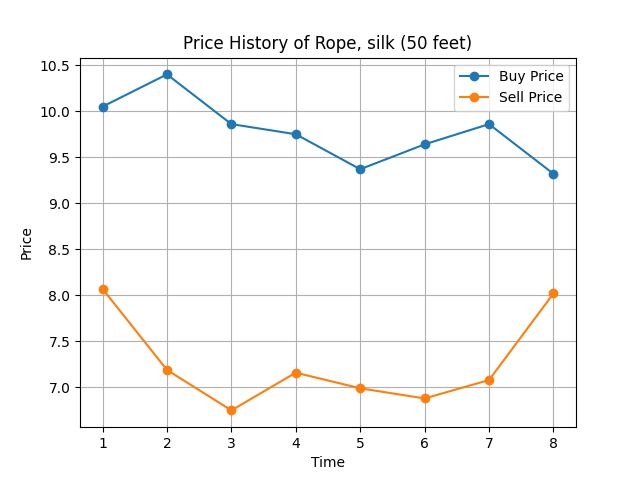 Price History of Rope, silk (50 feet)
10.5
10.0
9.5
9.0
8.5
8.0
7.5
7.0
Price
Buy Price
Sell Price
1 2 3 4 5 6 7 8
Time